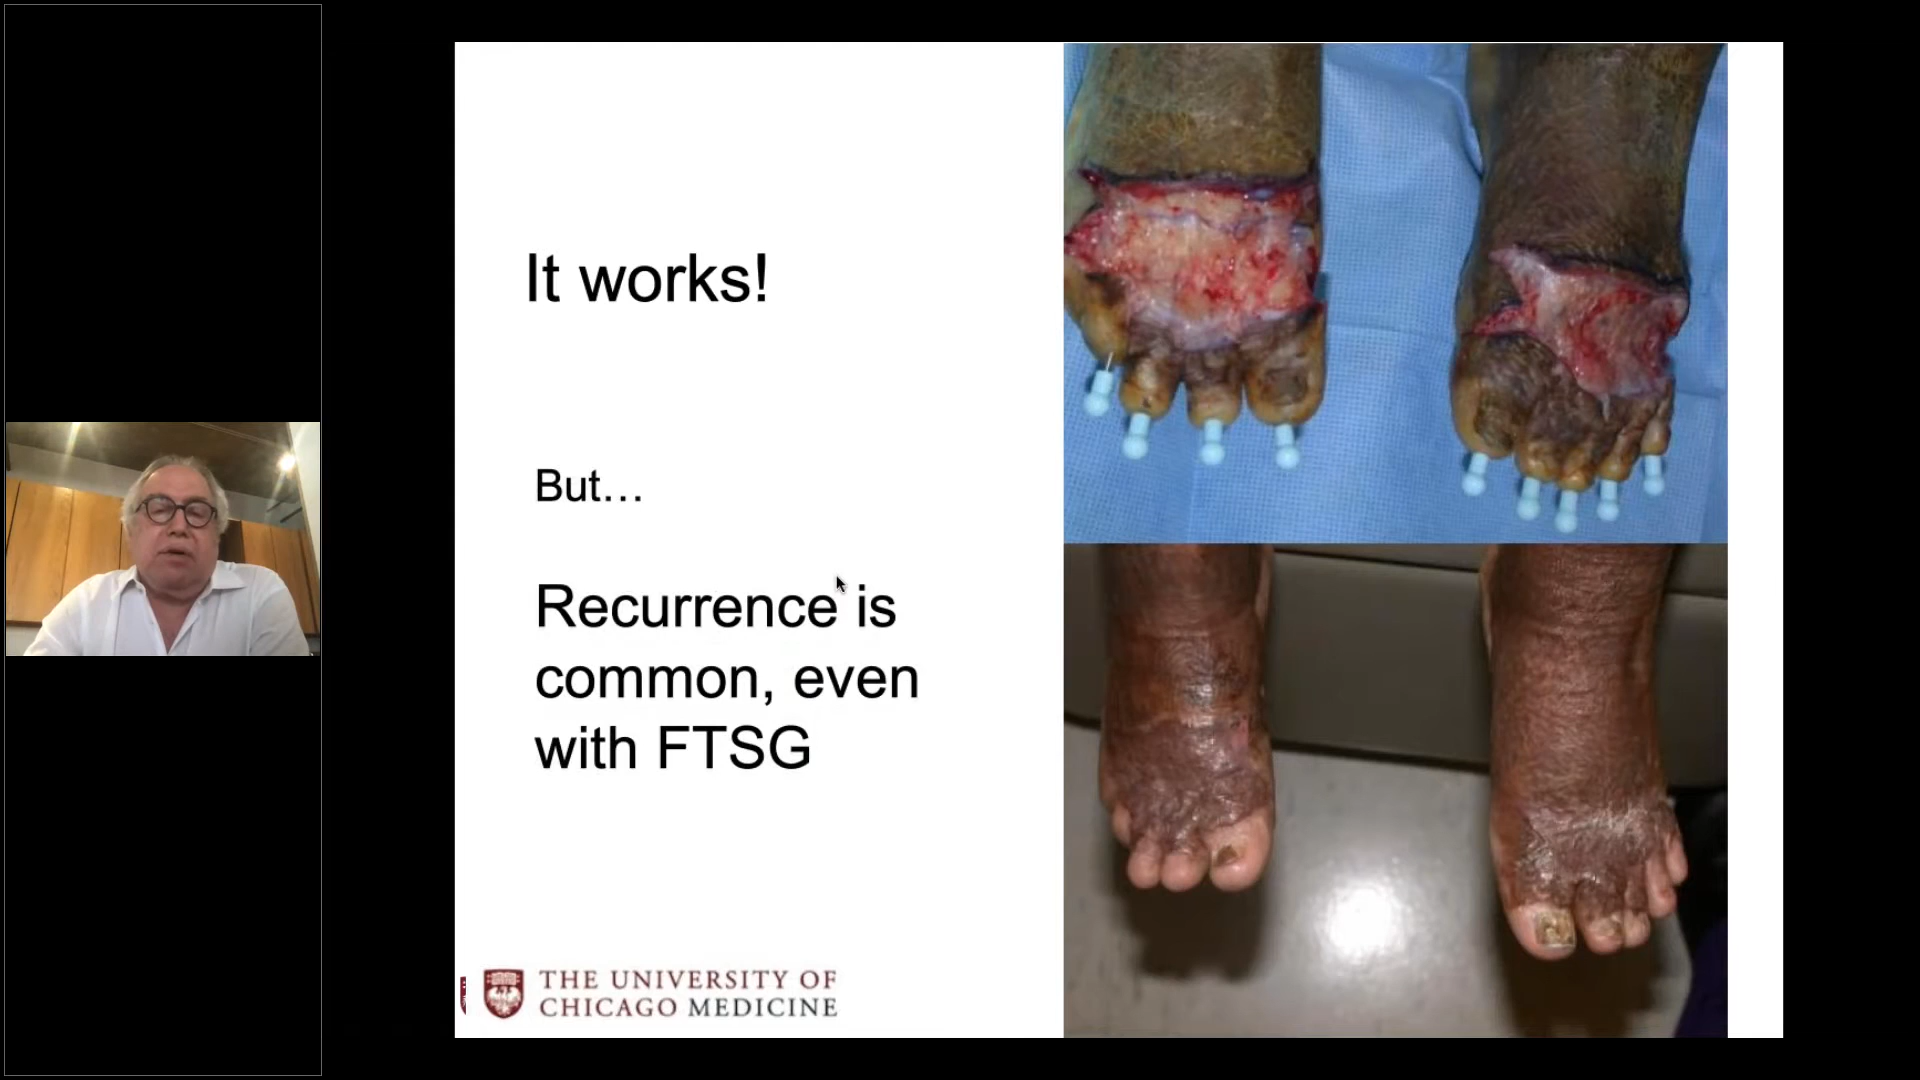 It works!
But…
Recurrence is
common, even
with FTSG
THE UNIVERSITY OF
CHICAGO MEDICINE